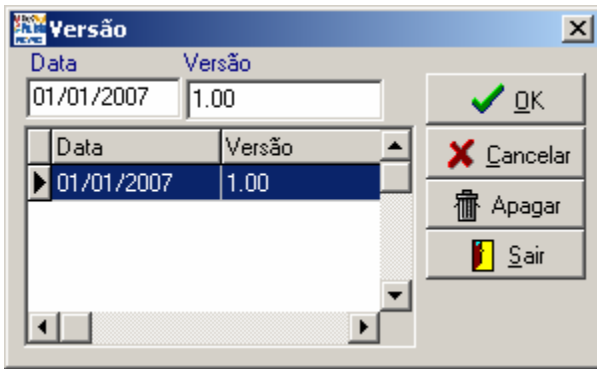 Versão
Data Versão
01/01/2007 1.00
OK
Data Versão
Cancelar
01/01/2007 1.00
Apagar
Sair